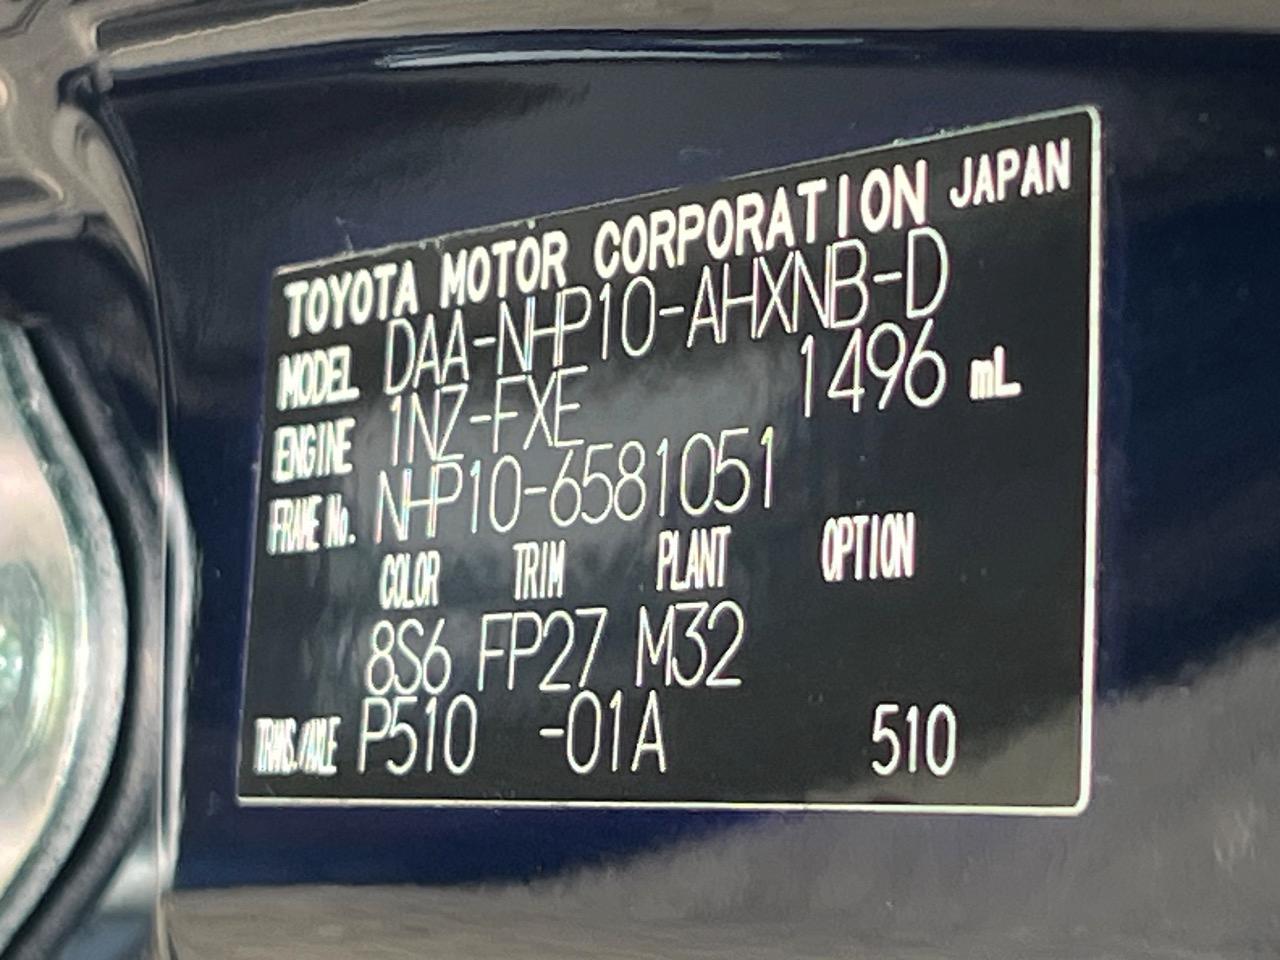 TOYOTA MOTOR CORPORATION JAPAN
MODEL DAA-NHP10-AHXNB-D
ENGINE 1NZ-FXE 1496 mL
FRAME No. NHP10-6581051
COLOR TRIM PLANT OPTION
8S6 FP27 M32
TRANS./AXLE P510 -01A 510